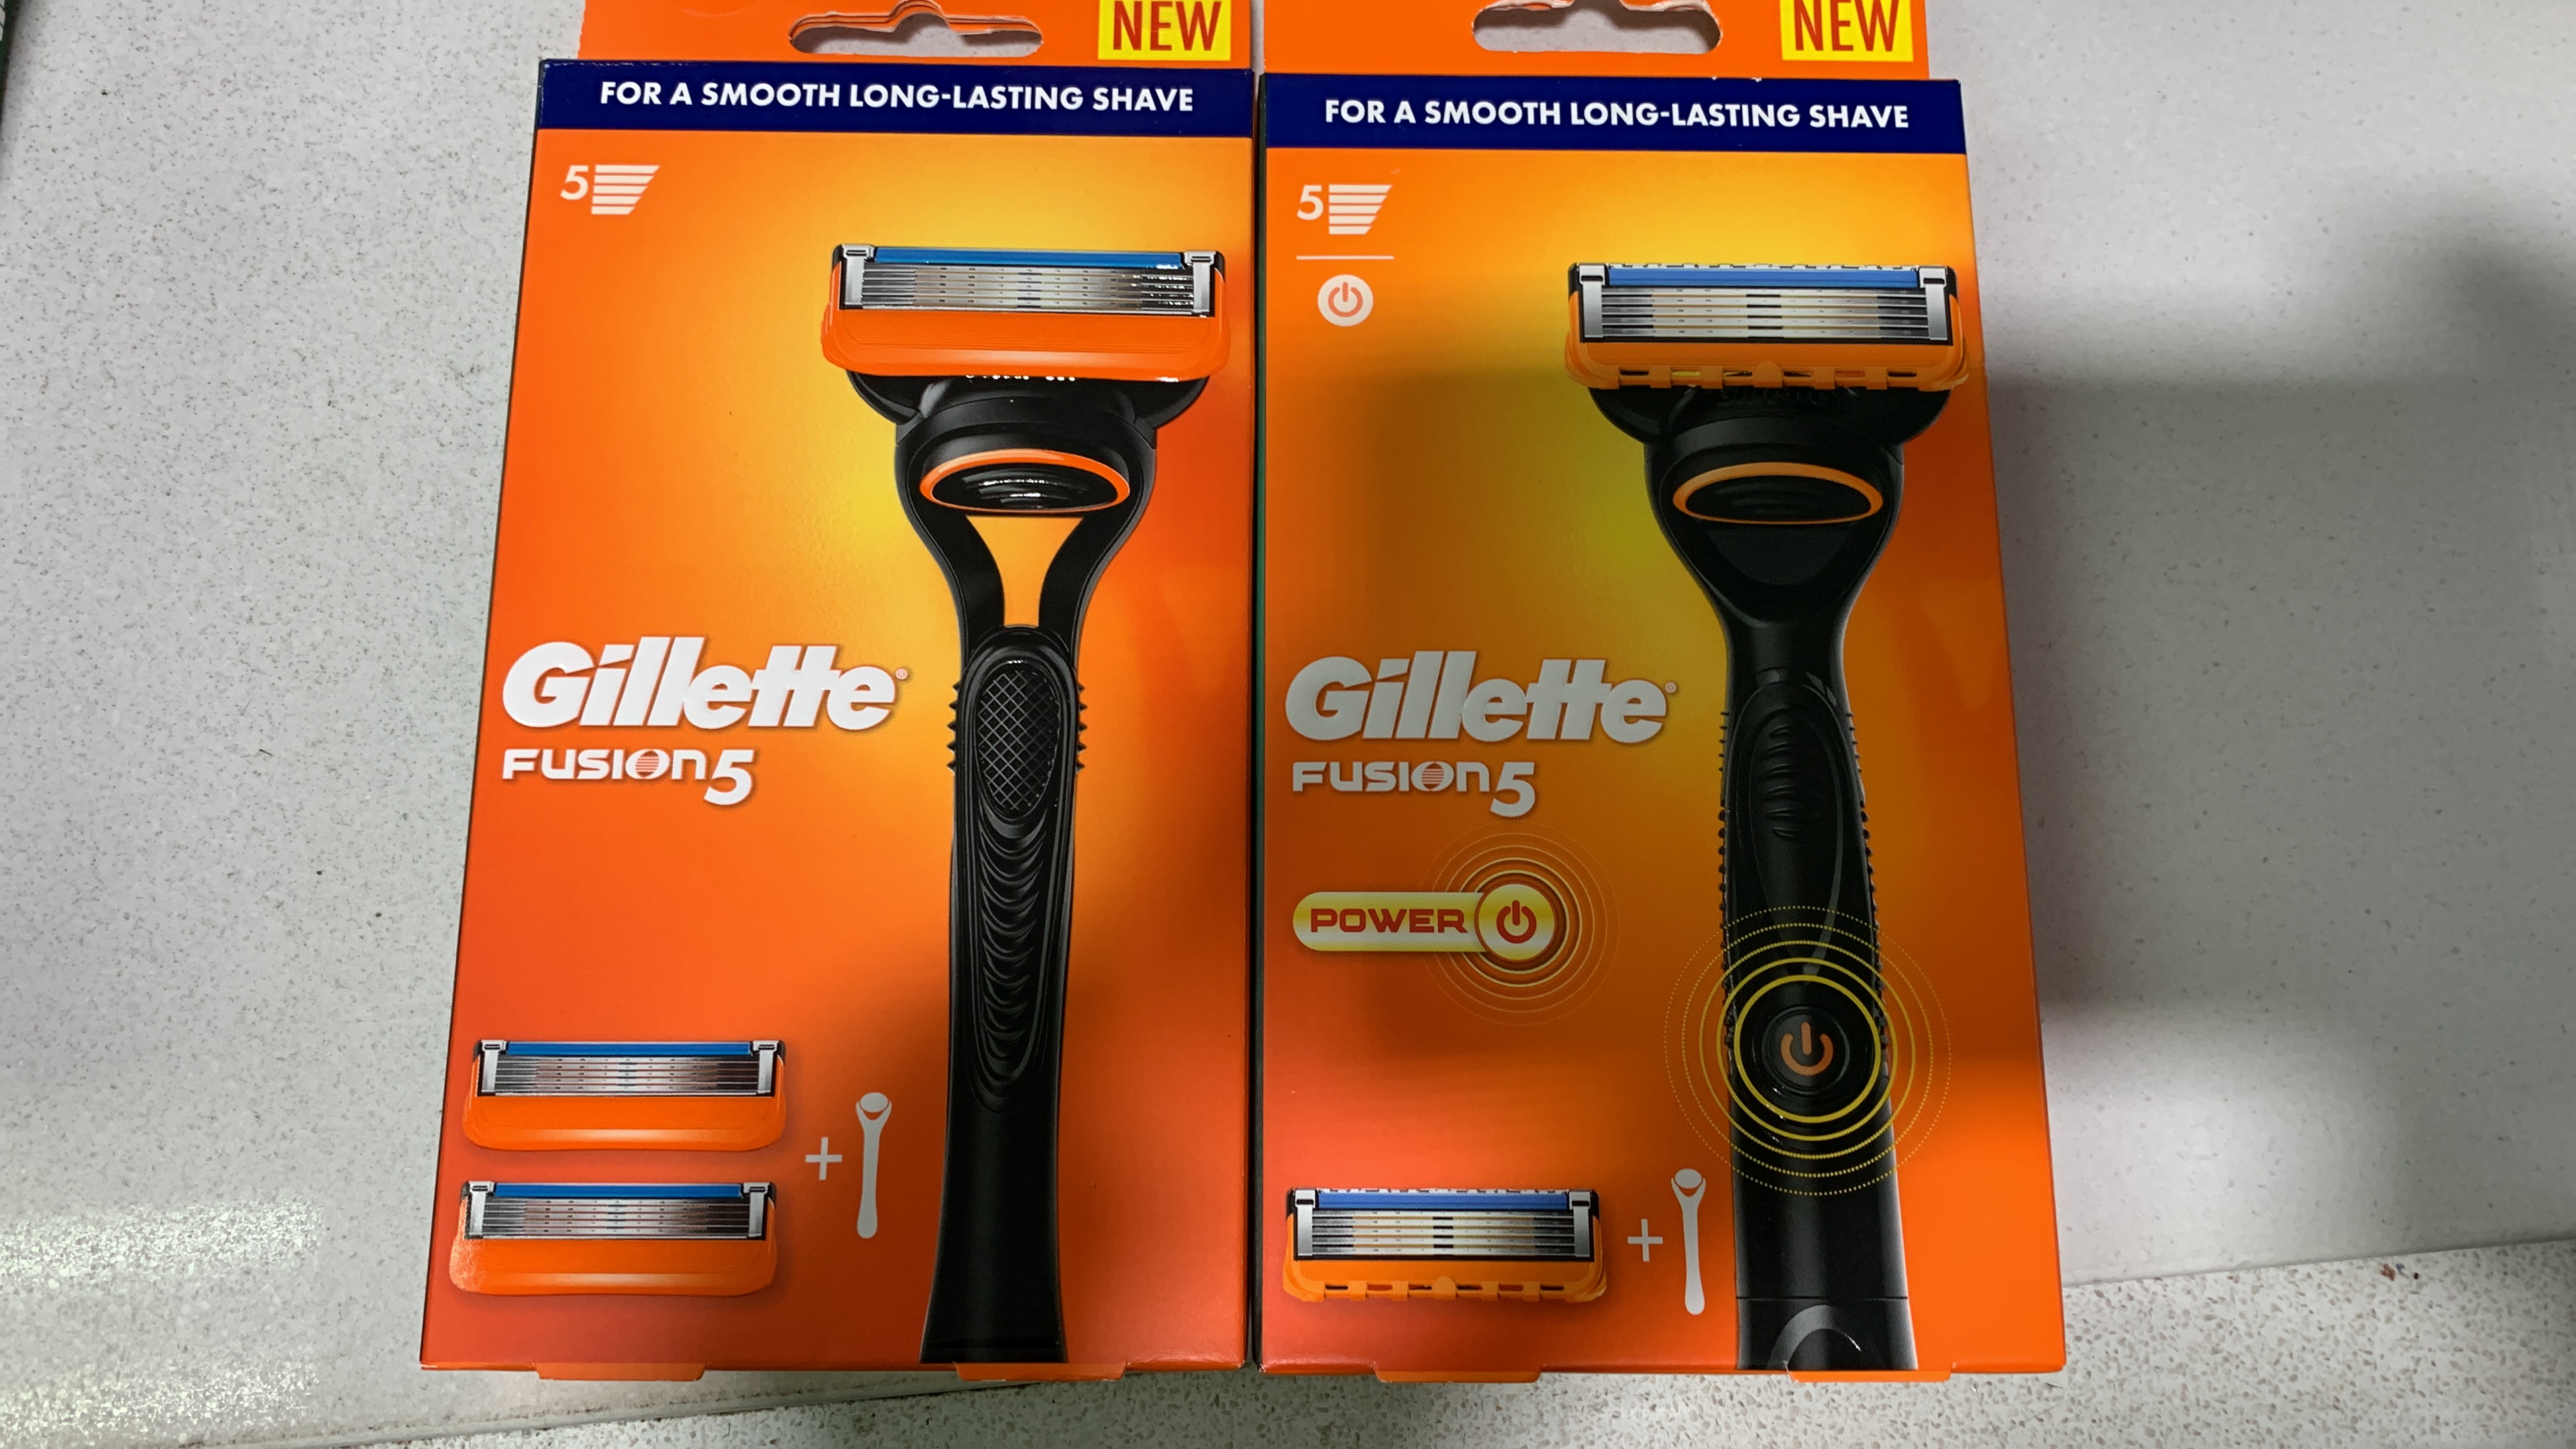 NEW
FOR A SMOOTH LONG-LASTING SHAVE
5
Gillette®
FUSION5
+
NEW
FOR A SMOOTH LONG-LASTING SHAVE
5
Gillette®
FUSION5
POWER
+